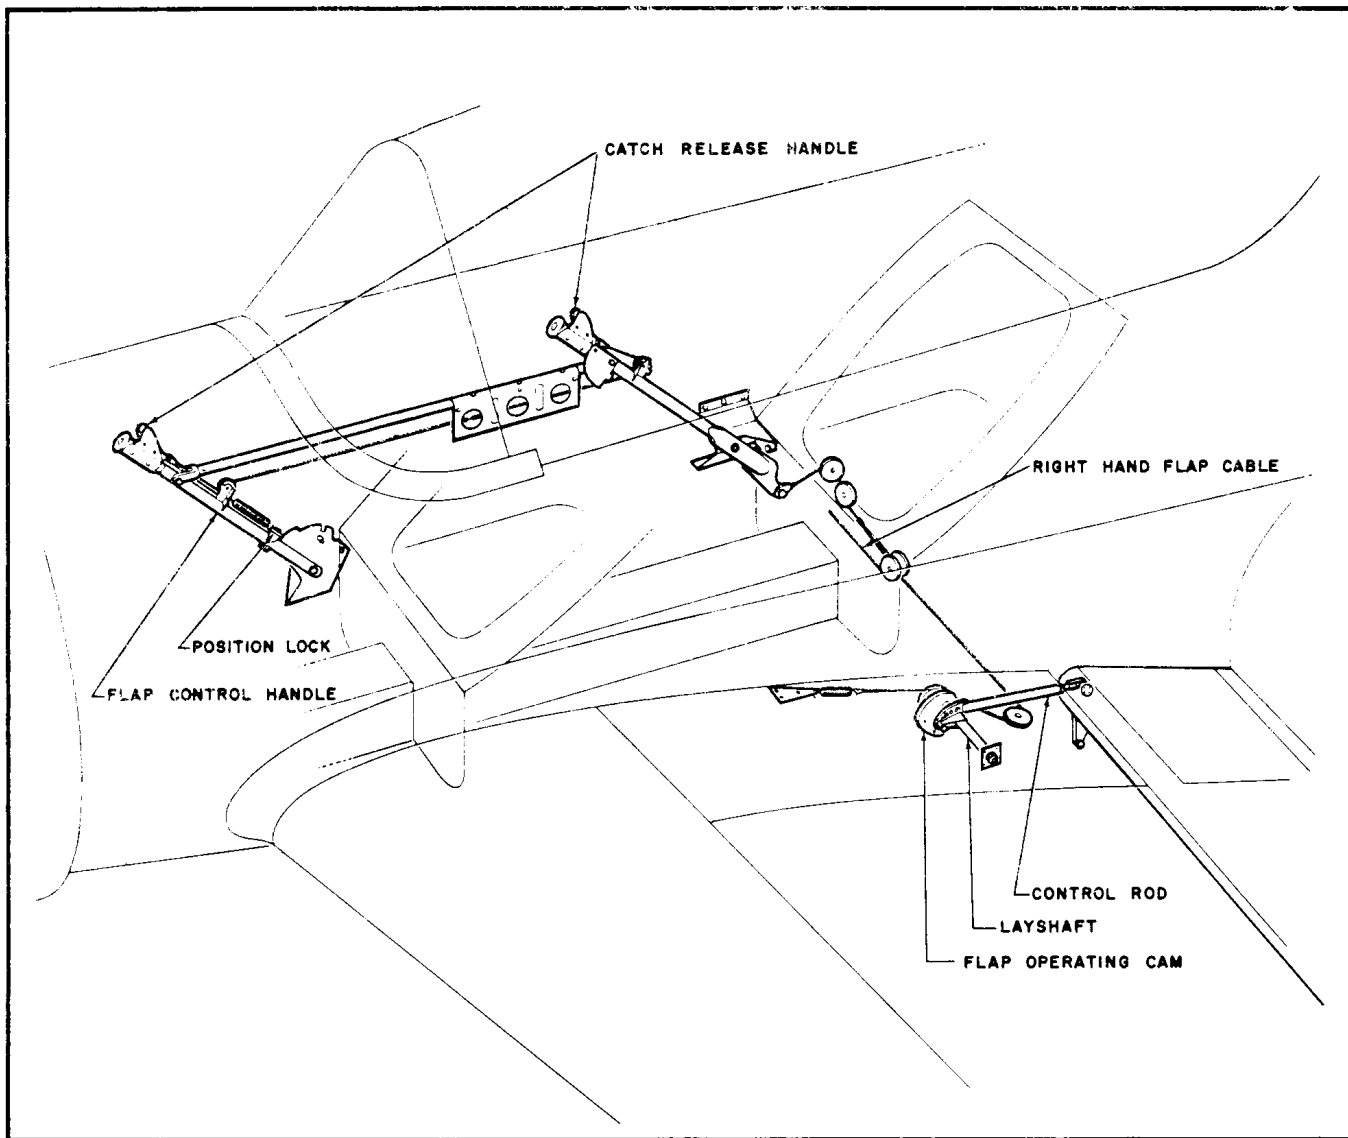 CATCH RELEASE HANDLE
RIGHT HAND FLAP CABLE
POSITION LOCK
FLAP CONTROL HANDLE
CONTROL ROD
LAYSHAFT
FLAP OPERATING CAM